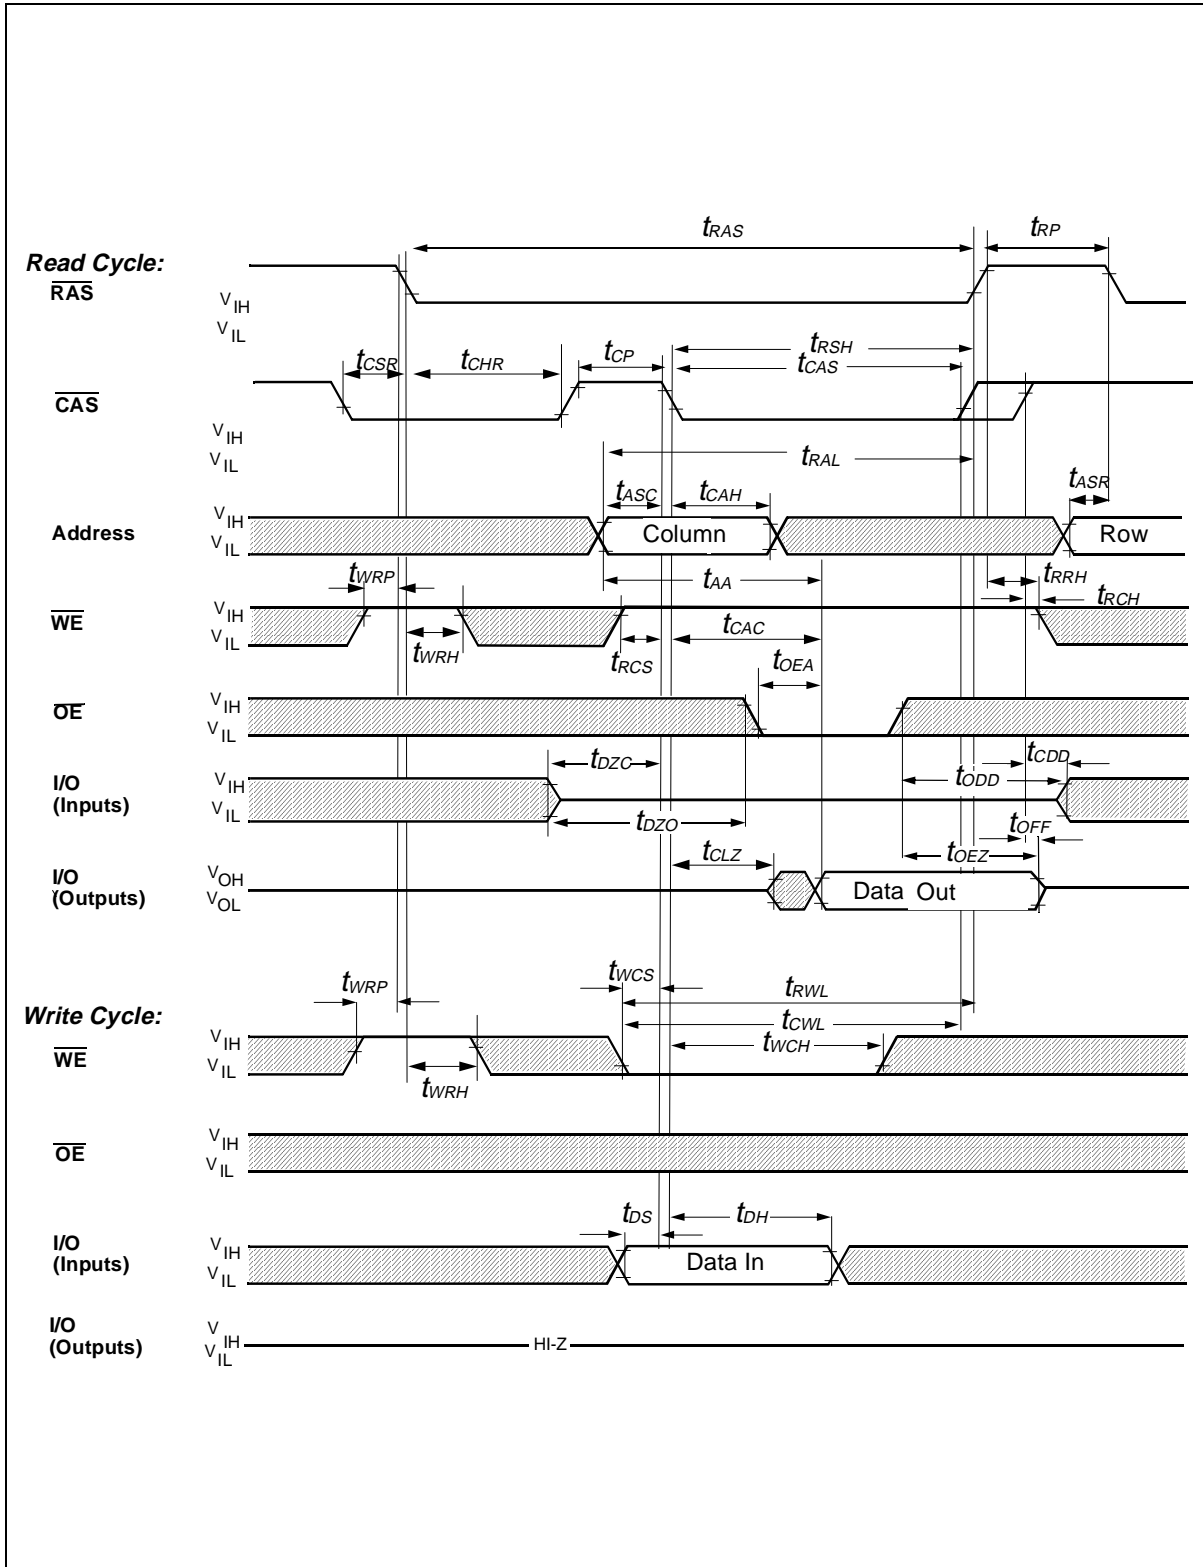 tRAS
tRP
Read Cycle:
RAS
VIH
VIL
tCSR
tCHR
tCP
tRSH
tCAS
CAS
VIH
VIL
tRAL
tASR
tASC
tCAH
Address
VIH
VIL
Column
Row
tWRP
tAA
tRRH
tRCH
WE
VIH
VIL
tWRH
tRCS
tCAC
tOEA
OE
VIH
VIL
tDZC
tCDD
tODD
I/O
(Inputs)
VIH
VIL
tDZO
tOFF
tCLZ
tOEZ
I/O
(Outputs)
VOH
VOL
Data Out
tWRP
tWCS
tRWL
Write Cycle:
tCWL
tWCH
WE
VIH
VIL
tWRH
OE
VIH
VIL
tDS
tDH
I/O
(Inputs)
VIH
VIL
Data In
I/O
(Outputs)
VIH
VIL
HI-Z